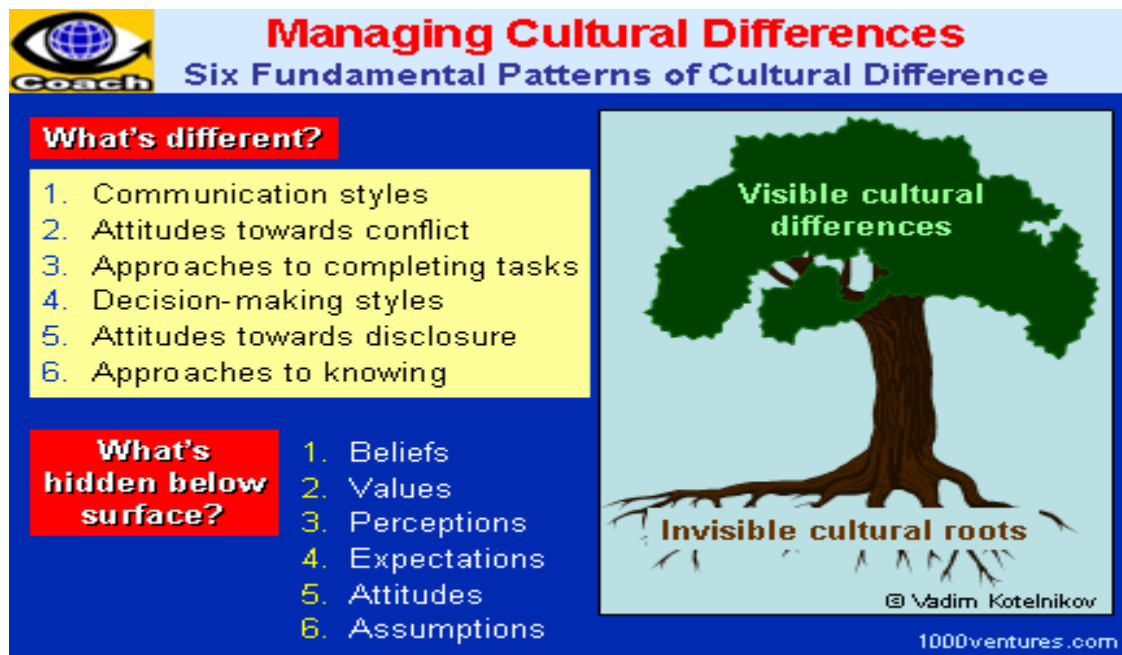 Coach
Managing Cultural Differences
Six Fundamental Patterns of Cultural Difference
What's different?
1. Communication styles
2. Attitudes towards conflict
3. Approaches to completing tasks
4. Decision-making styles
5. Attitudes towards disclosure
6. Approaches to knowing
What's
hidden below
surface?
1. Beliefs
2. Values
3. Perceptions
4. Expectations
5. Attitudes
6. Assumptions
Visible cultural
differences
Invisible cultural roots
© Vadim Kotelnikov
1000ventures.com